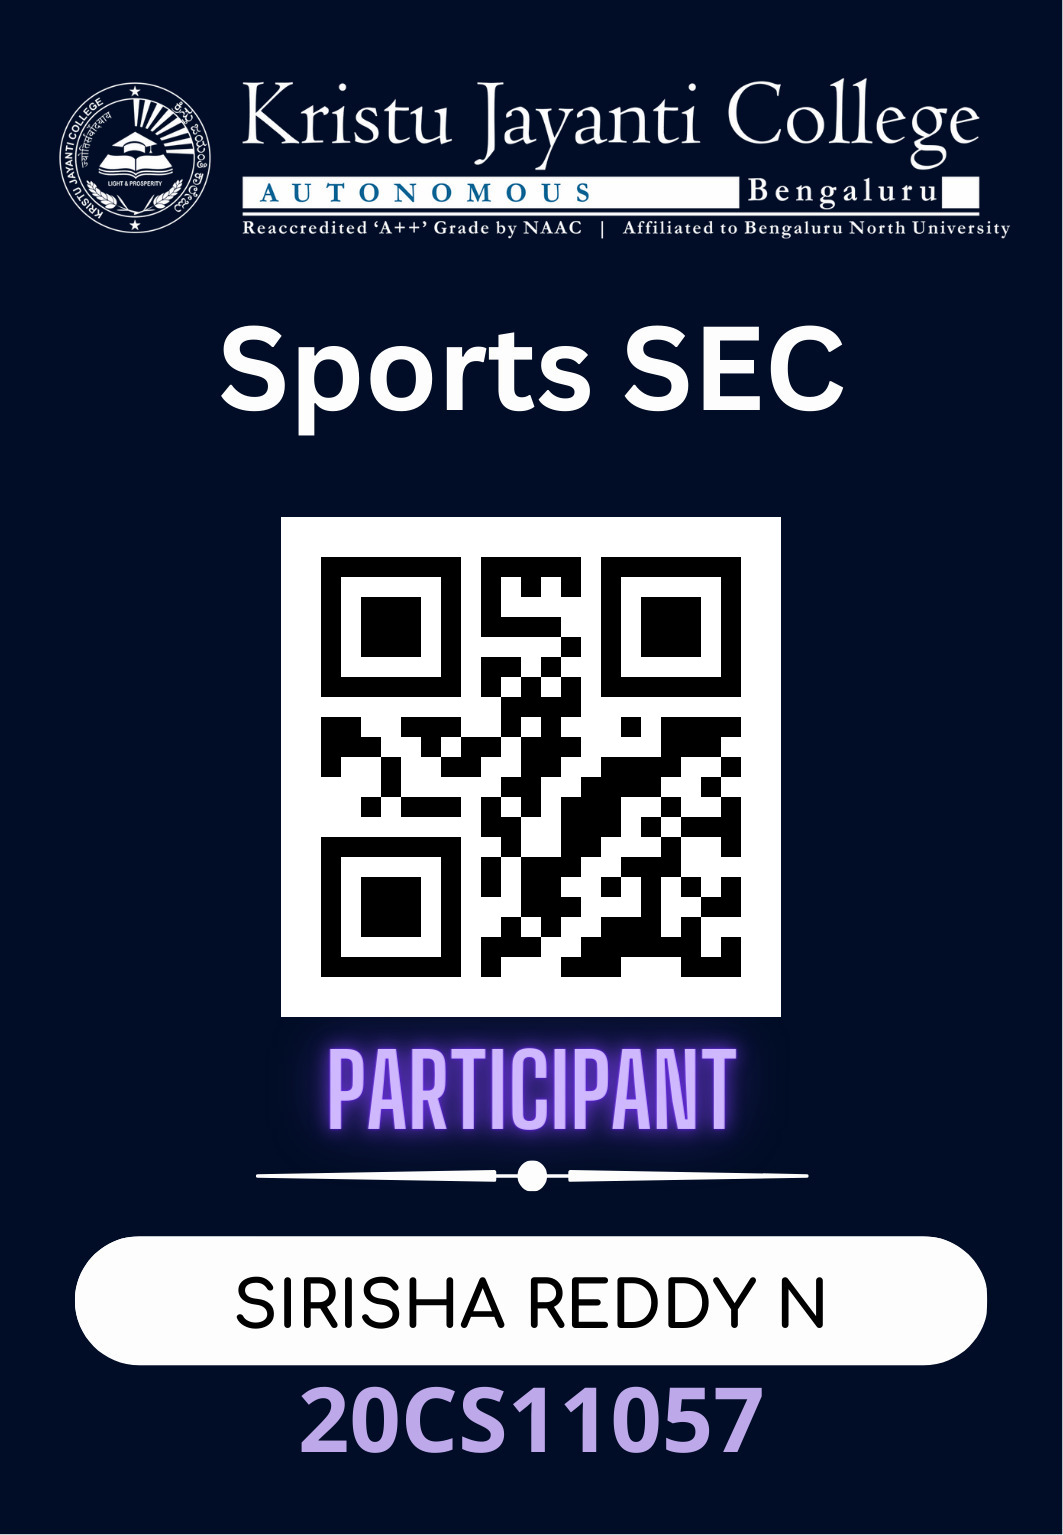 Kristu Jayanti College
AUTONOMOUS Bengaluru
Reaccredited ‘A++’ Grade by NAAC | Affiliated to Bengaluru North University
KRISTU JAYANTI COLLEGE
ಕ್ರಿಸ್ತು ಜಯಂತಿ ಕಾಲೇಜು
LIGHT & PROSPERITY
Sports SEC
PARTICIPANT
SIRISHA REDDY N
20CS11057